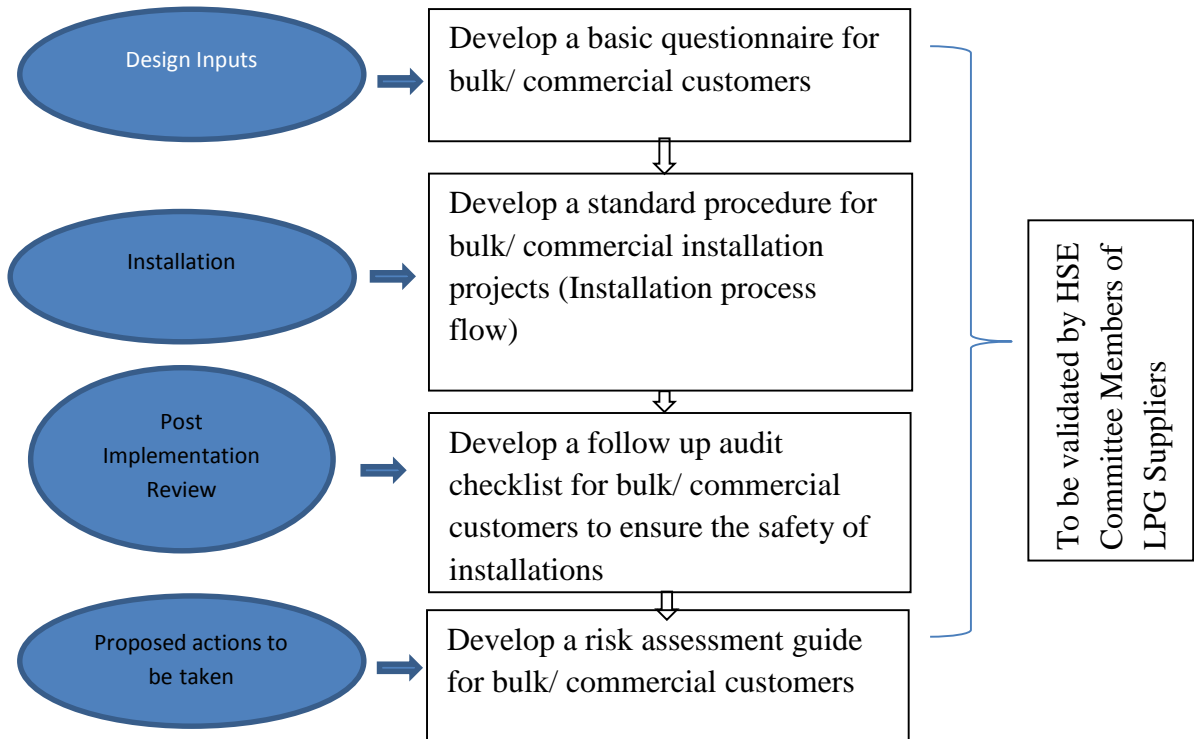 Design Inputs
Develop a basic questionnaire for
bulk/ commercial customers
Installation
Develop a standard procedure for
bulk/ commercial installation
projects (Installation process
flow)
Post
Implementation
Review
Develop a follow up audit
checklist for bulk/ commercial
customers to ensure the safety of
installations
Proposed actions to
be taken
Develop a risk assessment guide
for bulk/ commercial customers
To be validated by HSE
Committee Members of
LPG Suppliers